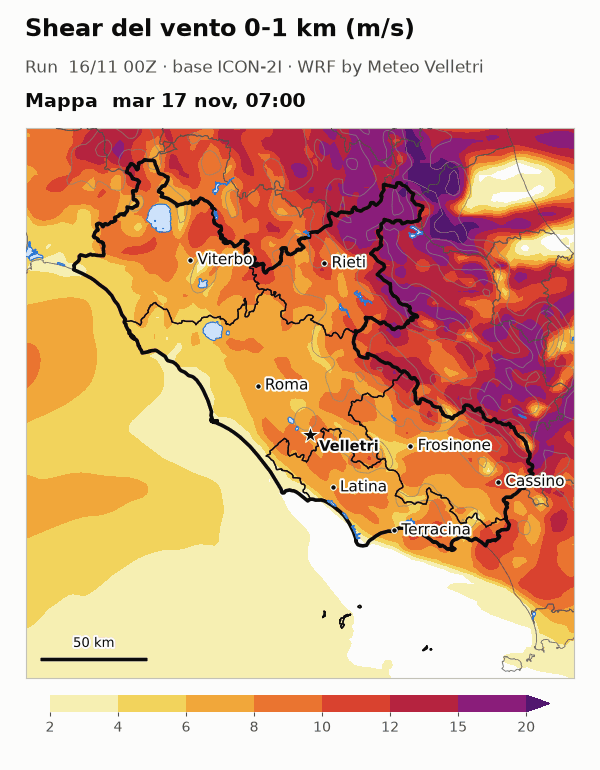 Shear del vento 0-1 km (m/s)
Run  16/11 00Z · base ICON-2I · WRF by Meteo Velletri
Mappa  mar 17 nov, 07:00
Viterbo
Rieti
Roma
Velletri
Frosinone
Cassino
Latina
Terracina
50 km
2 4 6 8 10 12 15 20